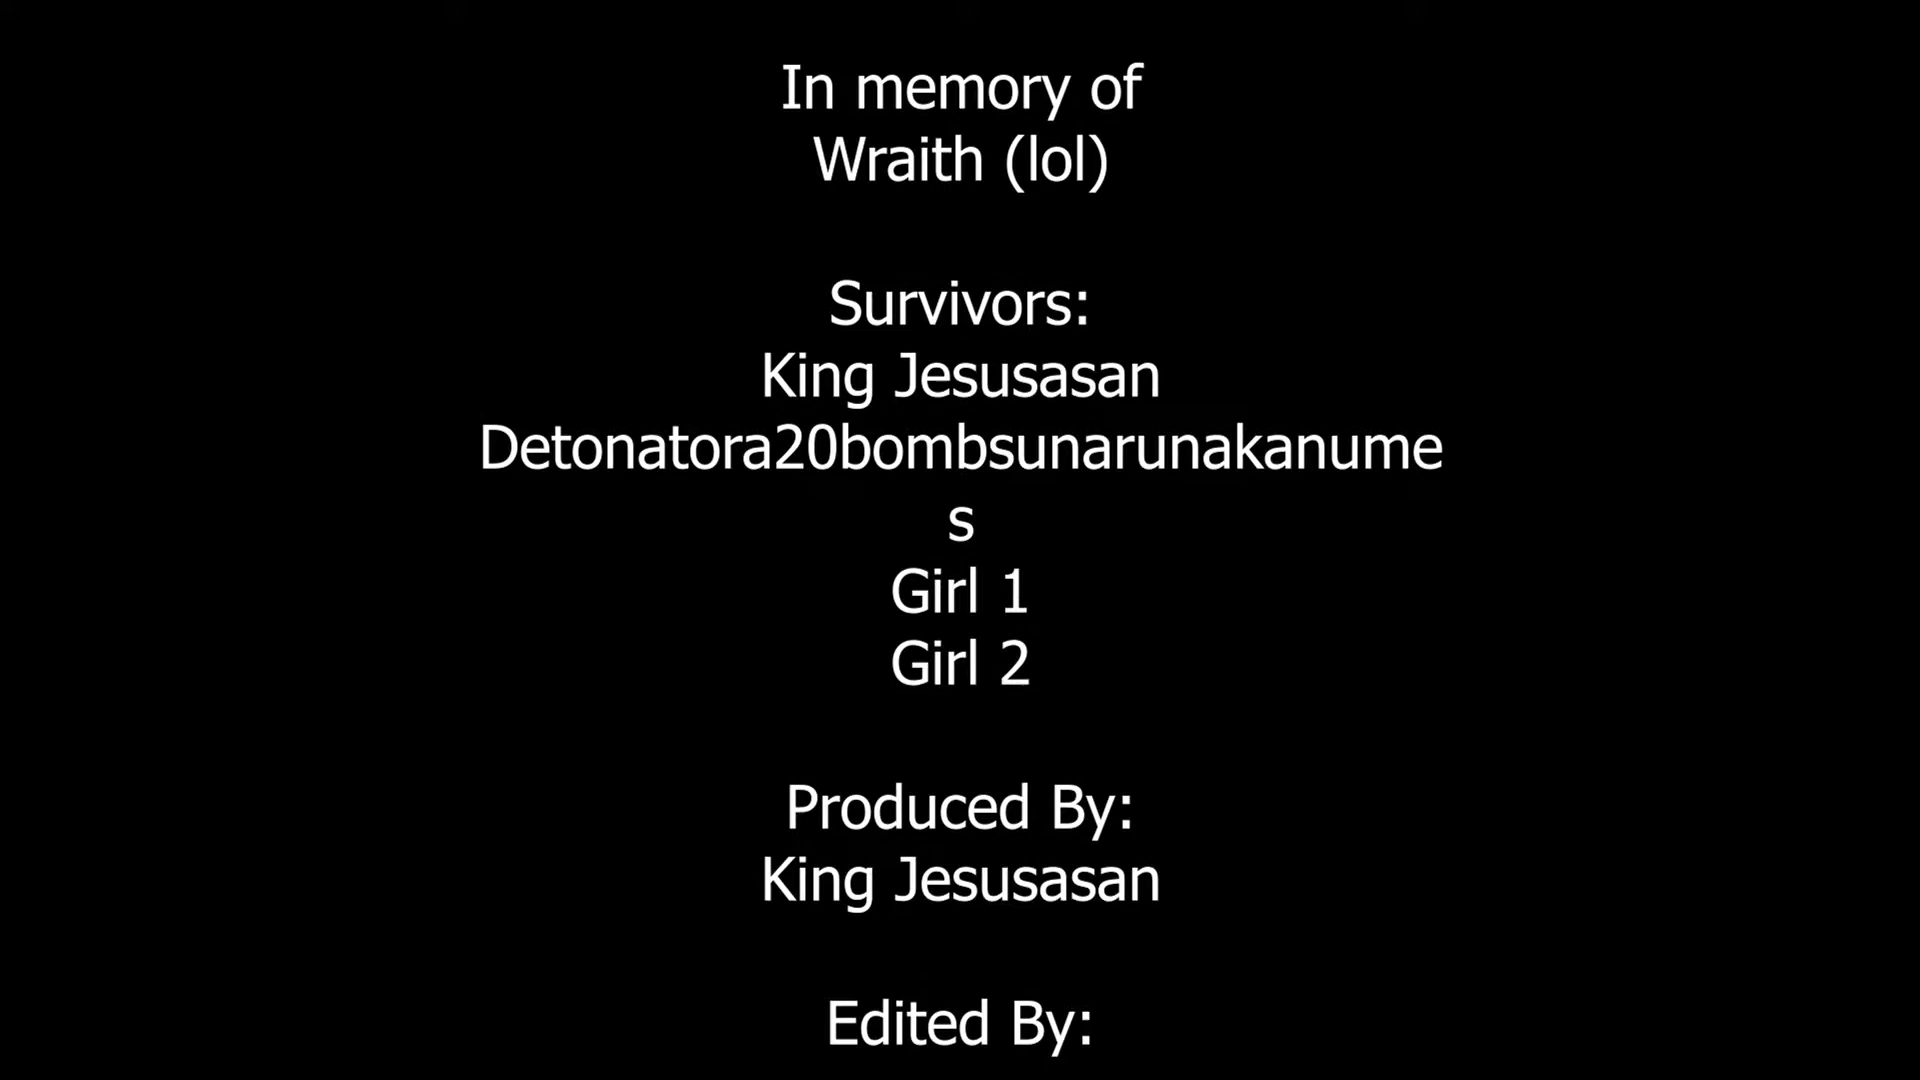 In memory of
Wraith (lol)
Survivors:
King Jesusasan
Detonatora20bombsunarunakanume
s
Girl 1
Girl 2
Produced By:
King Jesusasan
Edited By: